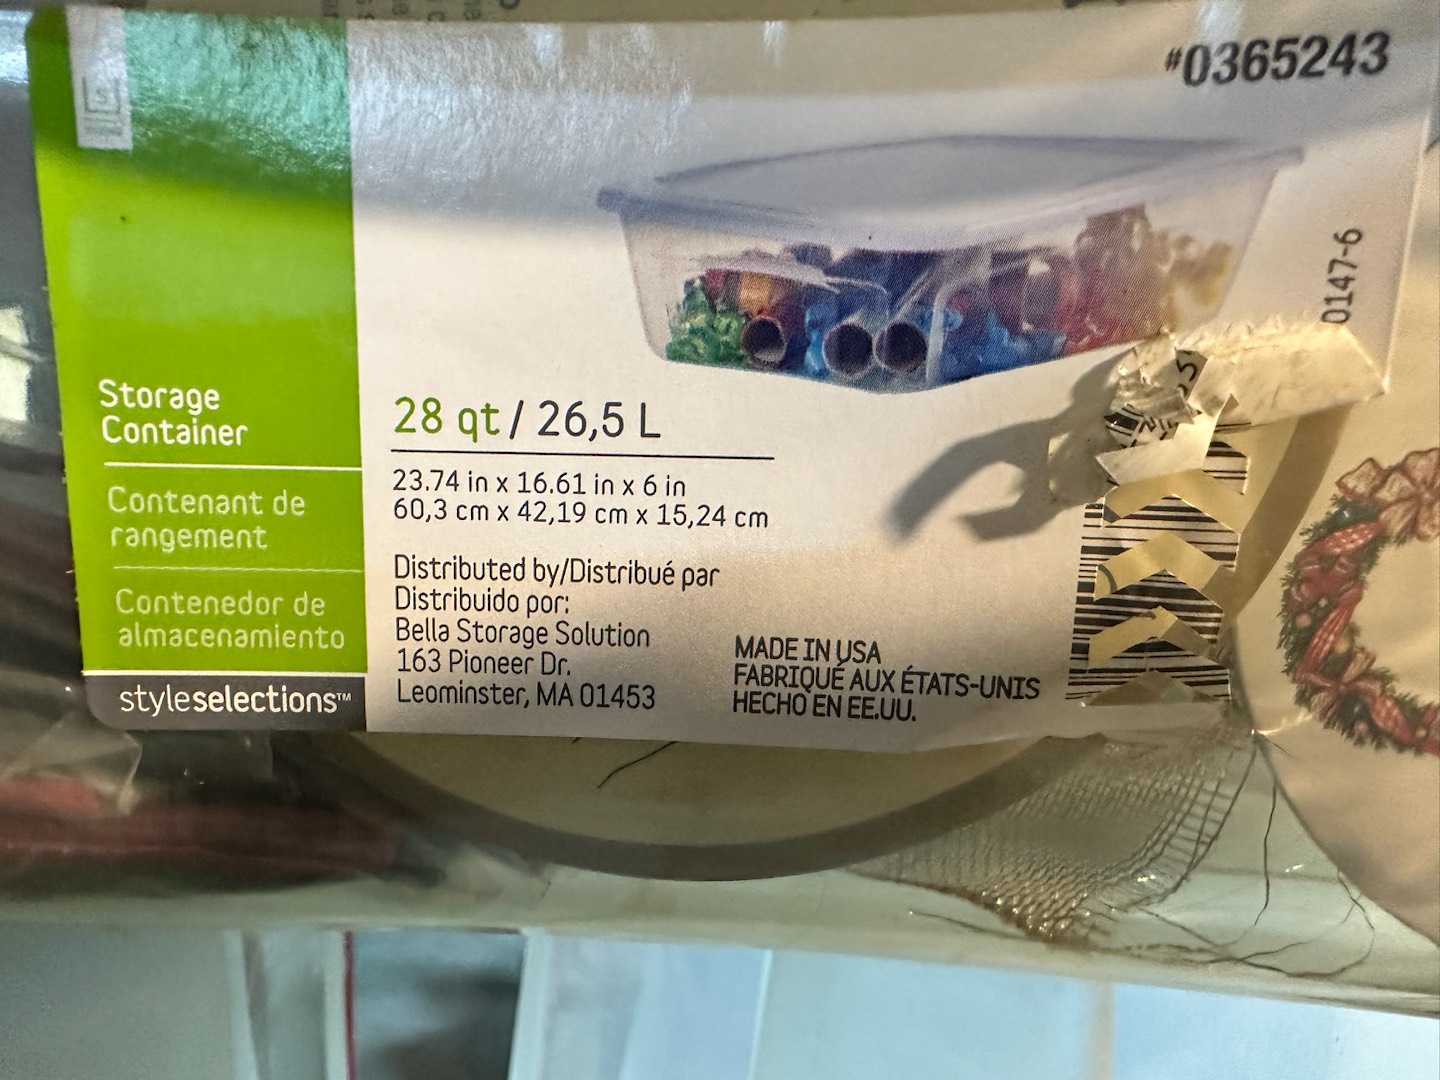 #0365243
0147-6
Storage
Container
Contenant de
rangement
Contenedor de
almacenamiento
styleselections™
28 qt / 26,5 L
23.74 in x 16.61 in x 6 in
60,3 cm x 42,19 cm x 15,24 cm
Distributed by/Distribué par
Distribuido por:
Bella Storage Solution
163 Pioneer Dr.
Leominster, MA 01453
MADE IN USA
FABRIQUÉ AUX ÉTATS-UNIS
HECHO EN EE.UU.